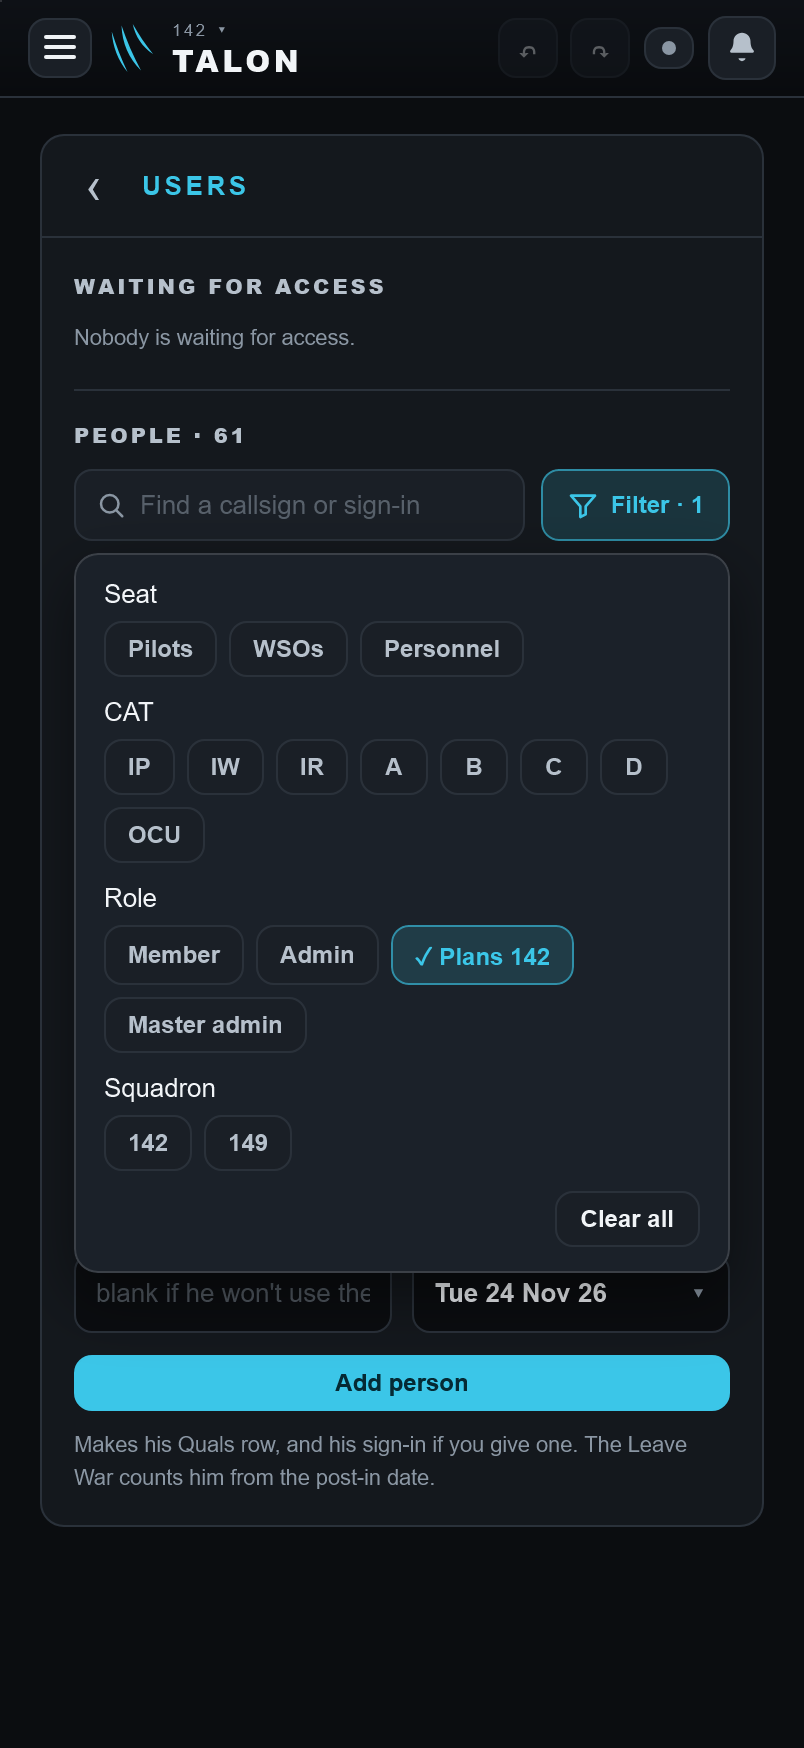 142 ▾
TALON
‹ USERS
WAITING FOR ACCESS
Nobody is waiting for access.
PEOPLE · 61
Find a callsign or sign-in
Filter · 1
Seat
Pilots WSOs Personnel
CAT
IP IW IR A B C D
OCU
Role
Member Admin ✓ Plans 142
Master admin
Squadron
142 149
Clear all
blank if he won't use the
Tue 24 Nov 26 ▾
Add person
Makes his Quals row, and his sign-in if you give one. The Leave
War counts him from the post-in date.